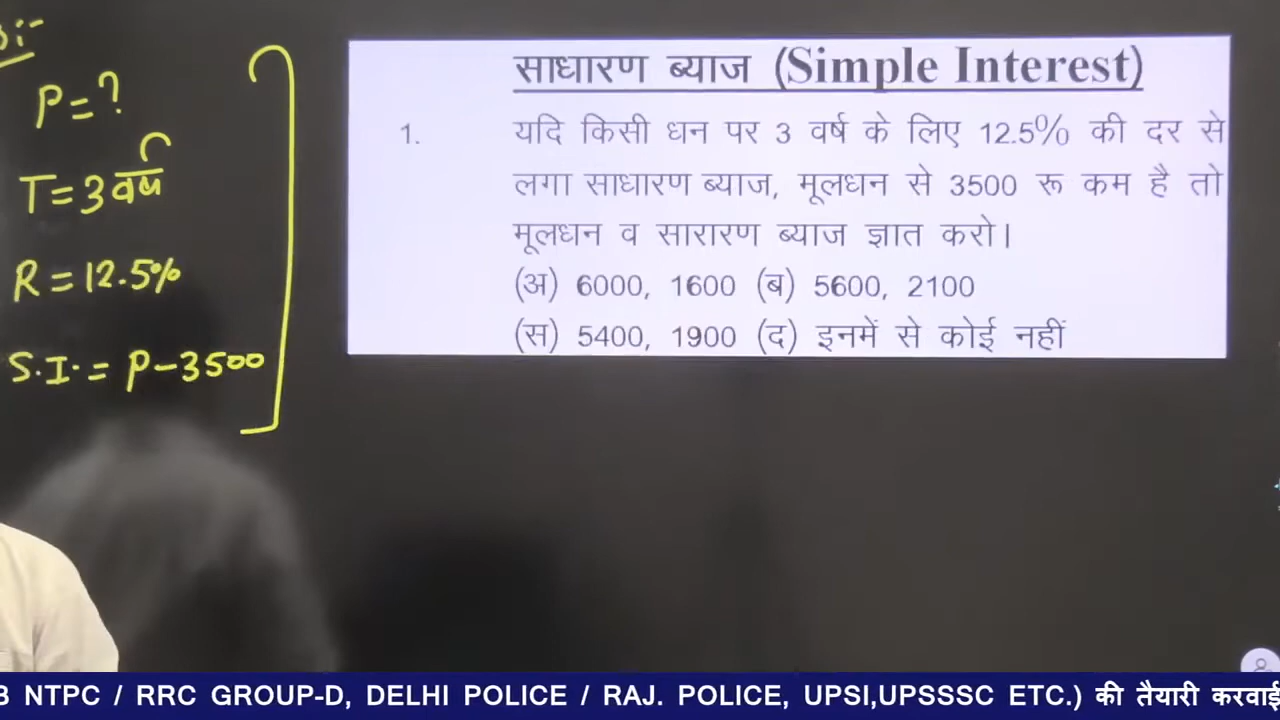 P = ?
T = 3 वर्ष
R = 12.5%
S.I. = P - 3500
साधारण ब्याज (Simple Interest)
1. यदि किसी धन पर 3 वर्ष के लिए 12.5% की दर से
लगा साधारण ब्याज, मूलधन से 3500 रू कम है तो
मूलधन व सारारण ब्याज ज्ञात करो।
(अ) 6000, 1600 (ब) 5600, 2100
(स) 5400, 1900 (द) इनमें से कोई नहीं
NTPC / RRC GROUP-D, DELHI POLICE / RAJ. POLICE, UPSI,UPSSSC ETC.) की तैयारी करवाई